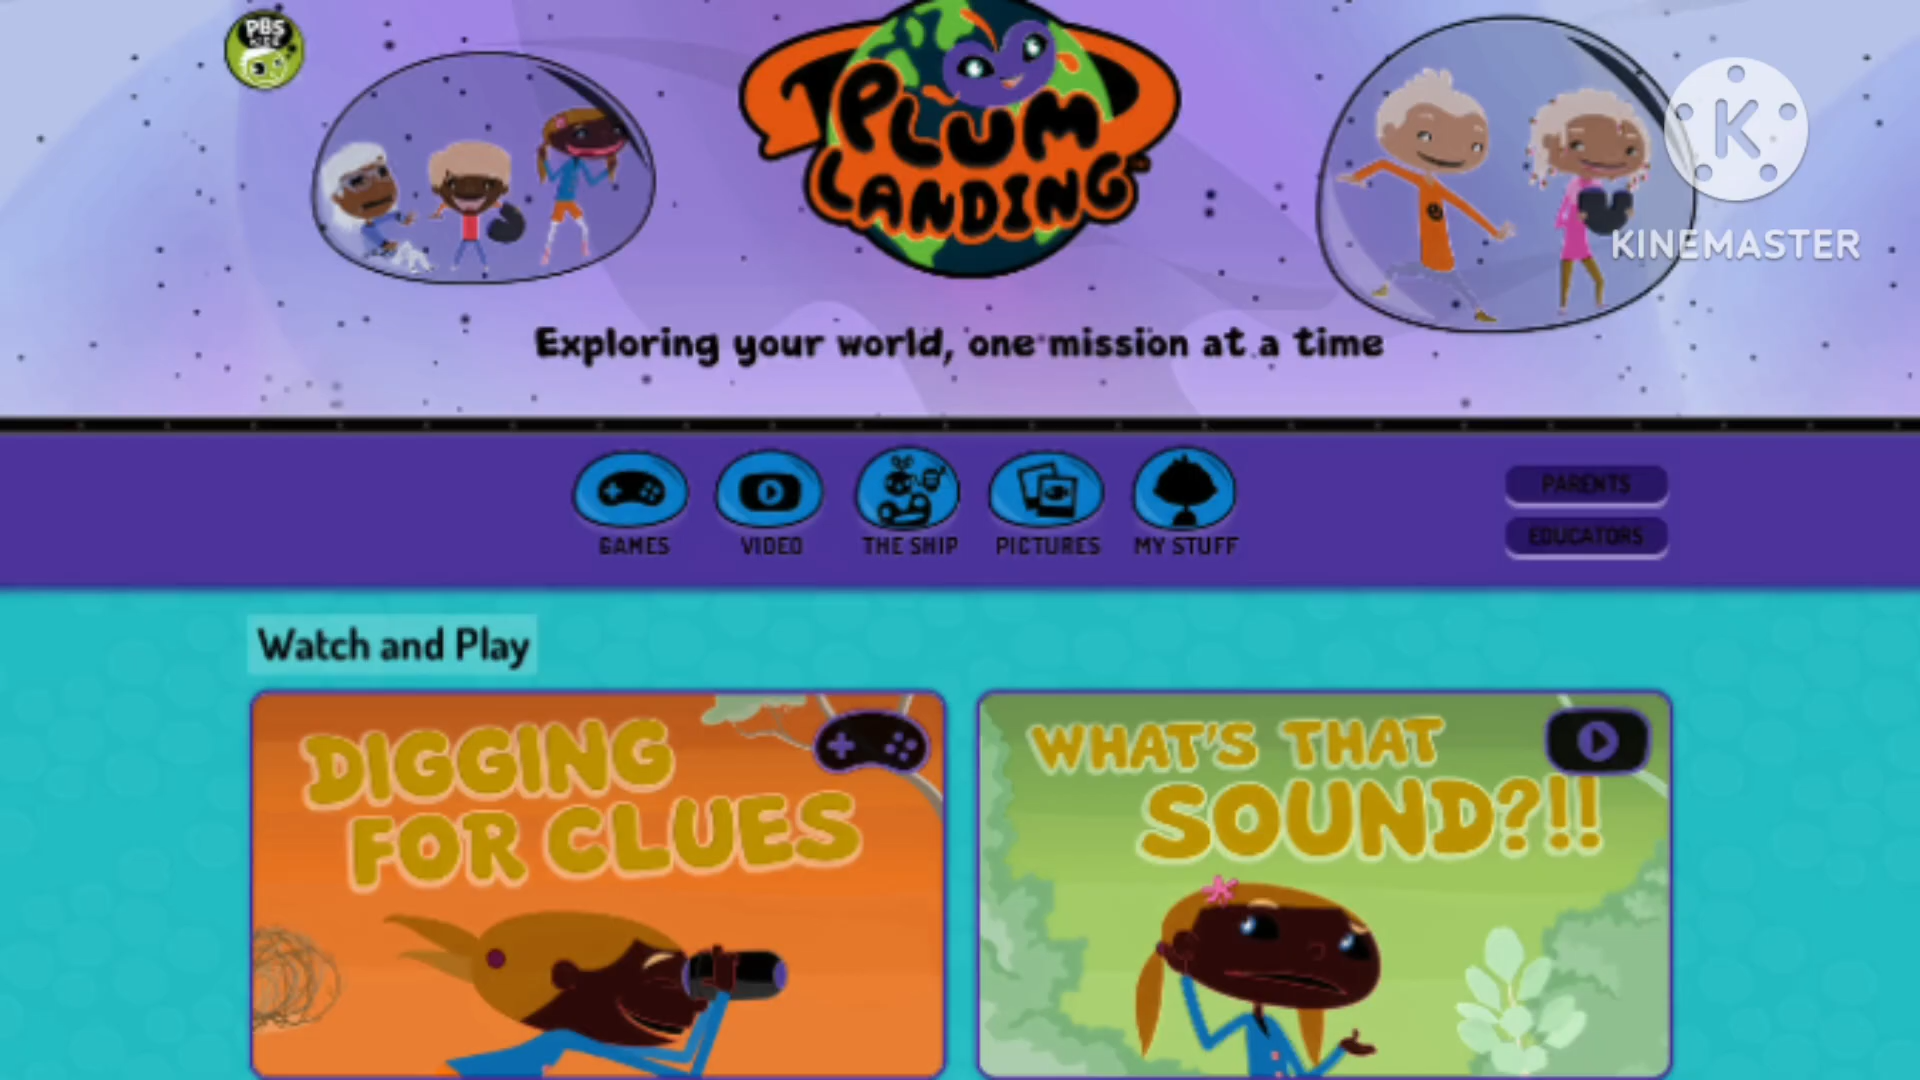 PBS
KIDS
PLUM
LANDING
KINEMASTER
Exploring your world, one mission at a time
GAMES
VIDEO
THE SHIP
PICTURES
MY STUFF
PARENTS
EDUCATORS
Watch and Play
DIGGING
FOR CLUES
WHAT'S THAT
SOUND?!!